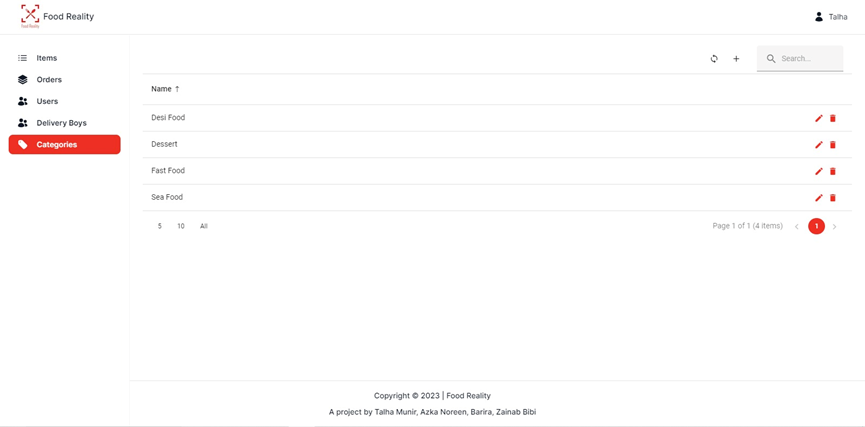 Food Reality
Food Reality
Talha
Items
Orders
Users
Delivery Boys
Categories
Search...
Name ↑
Desi Food
Dessert
Fast Food
Sea Food
5 10 All
Page 1 of 1 (4 items) 1
Copyright © 2023 | Food Reality
A project by Talha Munir, Azka Noreen, Barira, Zainab Bibi